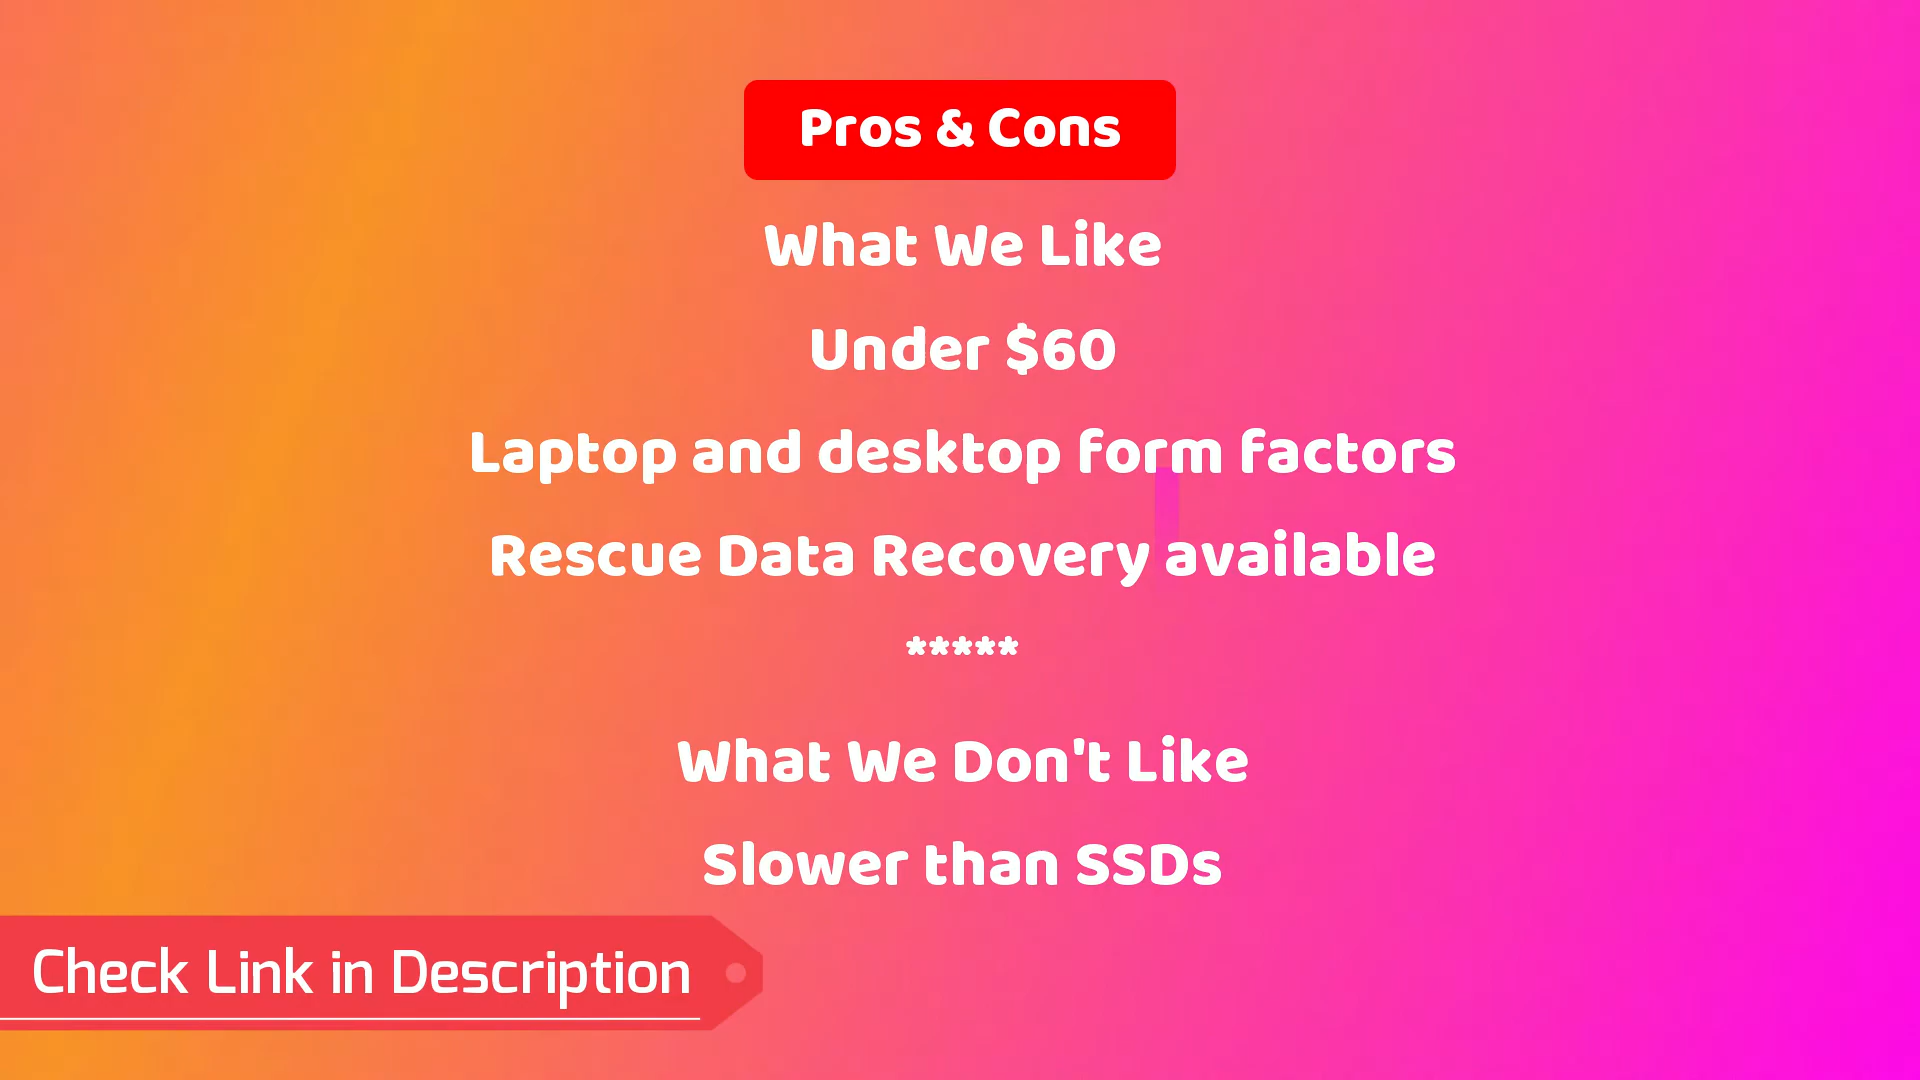 Pros & Cons
What We Like
Under $60
Laptop and desktop form factors
Rescue Data Recovery available
*****
What We Don't Like
Slower than SSDs
Check Link in Description